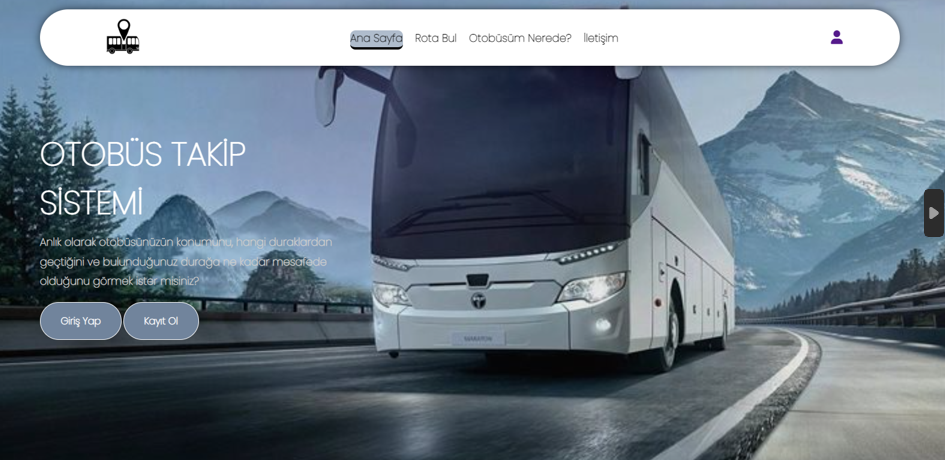 Ana Sayfa Rota Bul Otobüsüm Nerede? İletişim
OTOBÜS TAKİP
SİSTEMİ
Anlık olarak otobüsünüzün konumunu, hangi duraklardan
geçtiğini ve bulunduğunuz durağa ne kadar mesafede
olduğunu görmek ister misiniz?
Giriş Yap Kayıt Ol